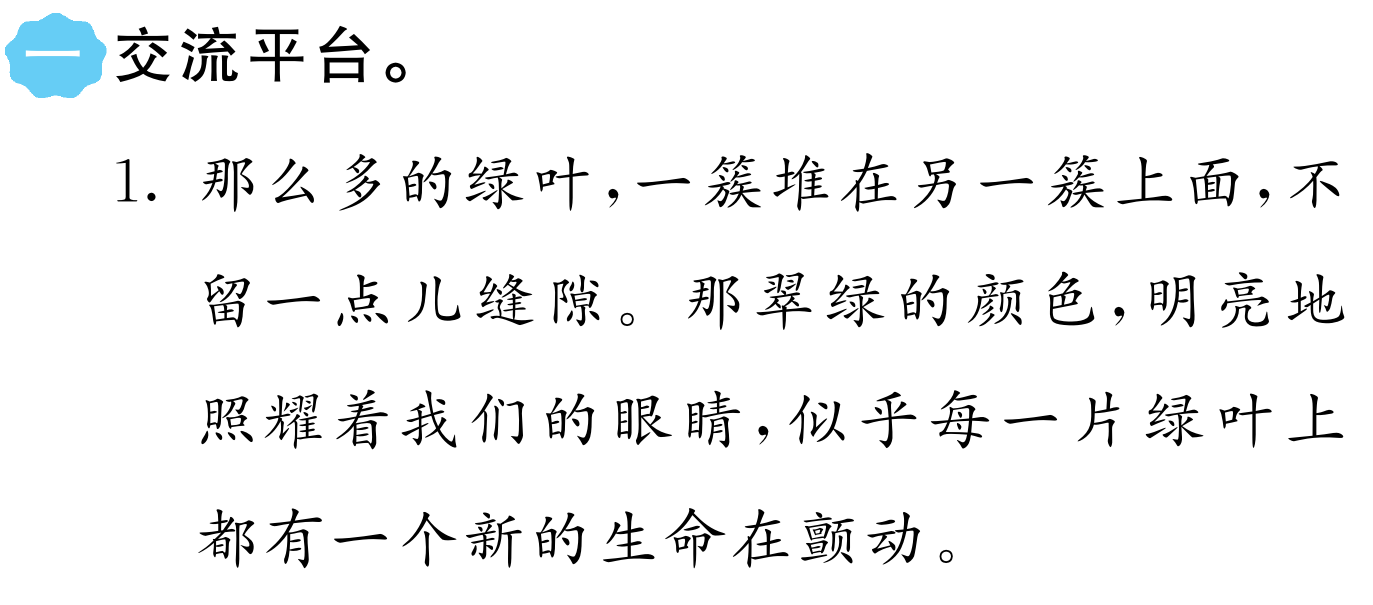 一 交流平台。
1. 那么多的绿叶,一簇堆在另一簇上面,不
留一点儿缝隙。那翠绿的颜色,明亮地
照耀着我们的眼睛,似乎每一片绿叶上
都有一个新的生命在颤动。